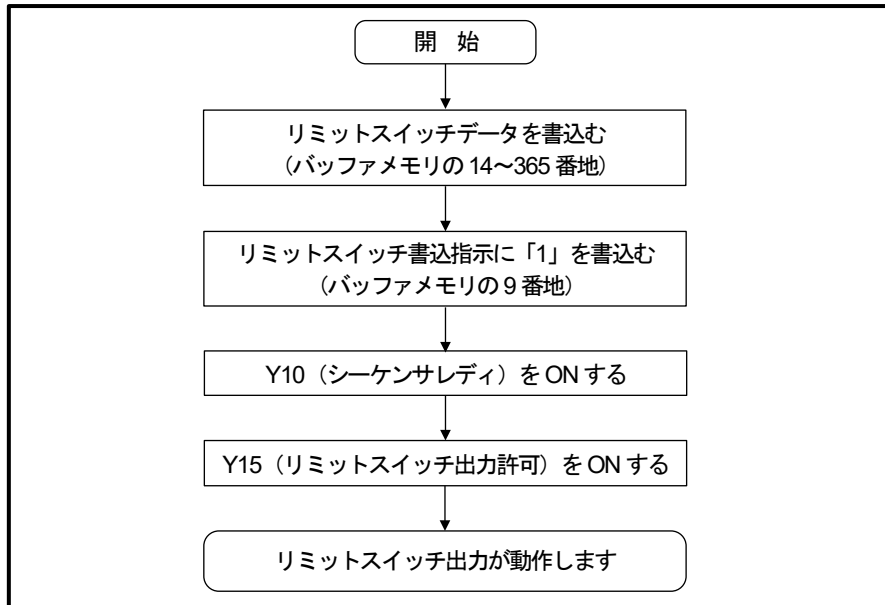 開 始
リミットスイッチデータを書込む
（バッファメモリの 14～365 番地）
リミットスイッチ書込指示に「1」を書込む
（バッファメモリの 9 番地）
Y10（シーケンサレディ）を ON する
Y15（リミットスイッチ出力許可）を ON する
リミットスイッチ出力が動作します